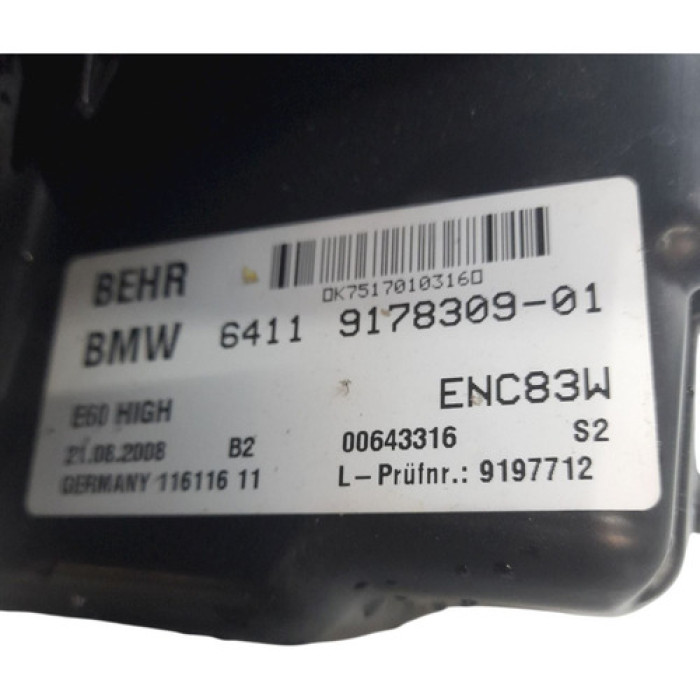 BEHR
0K75170103160
BMW 6411 9178309-01
ENC83W
E60 HIGH
21.08.2008 B2 00643316 S2
GERMANY 116116 11 L-Prüfnr.: 9197712